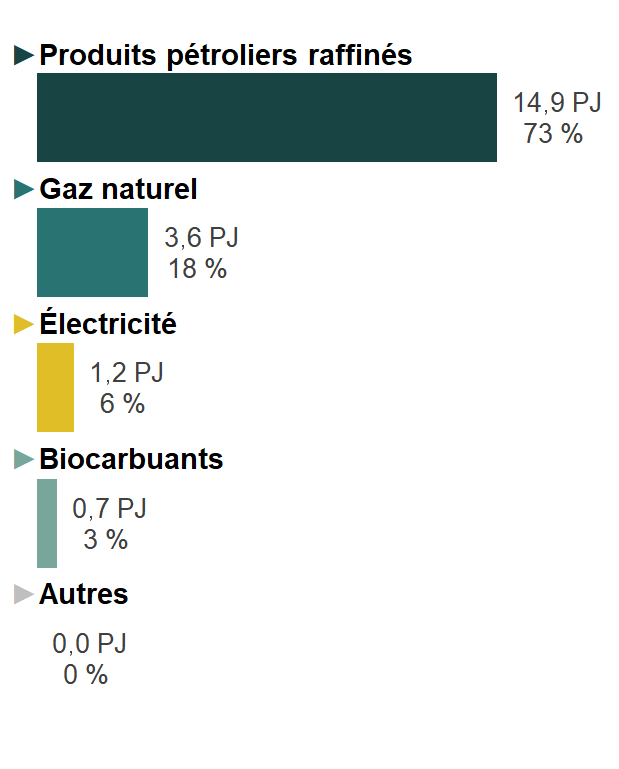 Produits pétroliers raffinés
14,9 PJ
73 %
Gaz naturel
3,6 PJ
18 %
Électricité
1,2 PJ
6 %
Biocarbuants
0,7 PJ
3 %
Autres
0,0 PJ
0 %